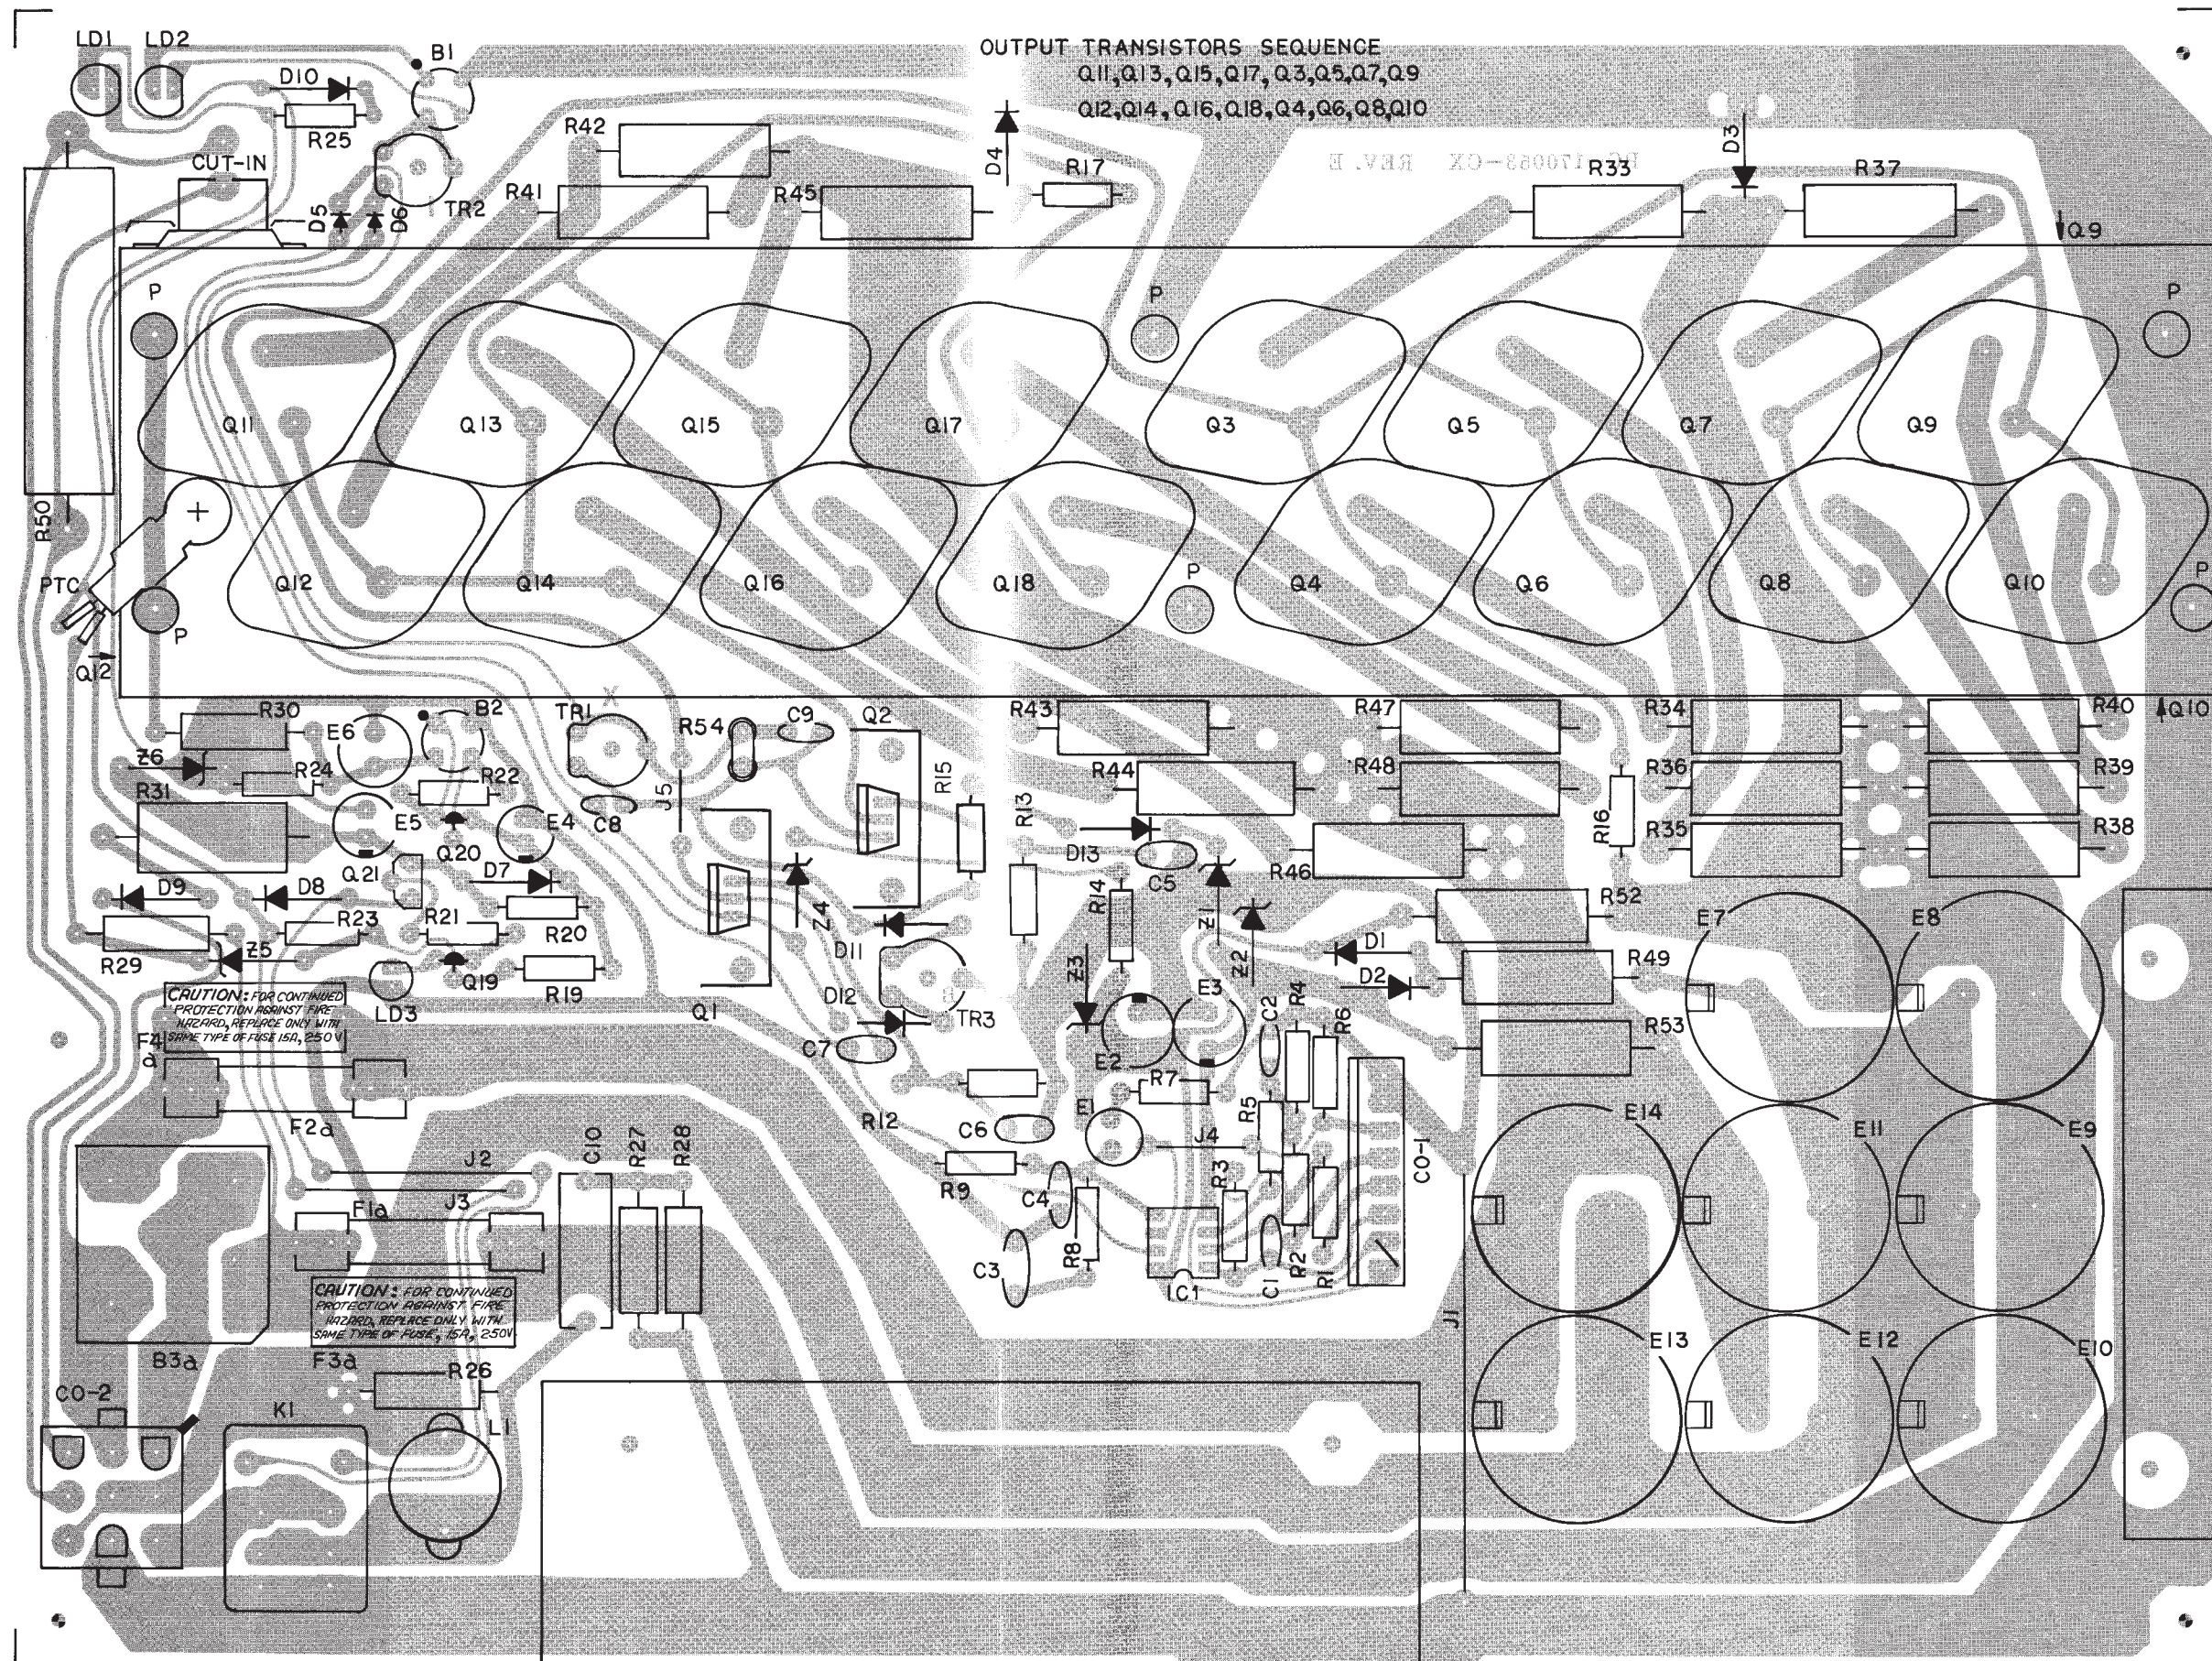 LD1 LD2 B1
OUTPUT TRANSISTORS SEQUENCE
Q11,Q13,Q15,Q17,Q3,Q5,Q7,Q9
Q12,Q14,Q16,Q18,Q4,Q6,Q8,Q10
D10
R25
R42
D4
R17
D3
170063-CX REV.E
R33
R37
CUT-IN
TR2
D5
D6
R41
R45
Q9
P
P
P
Q11
Q13
Q15
Q17
Q3
Q5
Q7
Q9
R50
PTC
Q12
Q14
Q16
Q18
P
Q4
Q6
Q8
Q10
P
P
Q12
R30
E6
B2
TR1
X
R54
C9
Q2
R43
R47
R34
R40
Q10
Z6
R24
R22
R44
R48
R36
R39
R31
E5
E4
C8
J5
R15
R13
R16
Q20
D13
R46
R35
R38
Q21
D7
C5
D9
D8
R14
Z1
R52
E7
E8
R23
R21
R20
Z4
D11
D1
R29
Z5
Q19
R19
Z3
Z2
D2
R49
LD3
Q1
D12
TR3
E3
C2
R4
R6
R53
CAUTION: FOR CONTINUED
PROTECTION AGAINST FIRE
HAZARD, REPLACE ONLY WITH
SAME TYPE OF FUSE 15A, 250V
F4
a
C7
E2
R7
F2a
R12
C6
E1
R5
J4
E14
E11
E9
J2
C10
R27
R28
R9
C4
R3
CO-1
F1a
J3
C3
R8
IC1
C1
R2
R1
J1
CAUTION: FOR CONTINUED
PROTECTION AGAINST FIRE
HAZARD, REPLACE ONLY WITH
SAME TYPE OF FUSE, 15A, 250V
B3a
F3a
R26
E13
E12
E10
CO-2
K1
L1